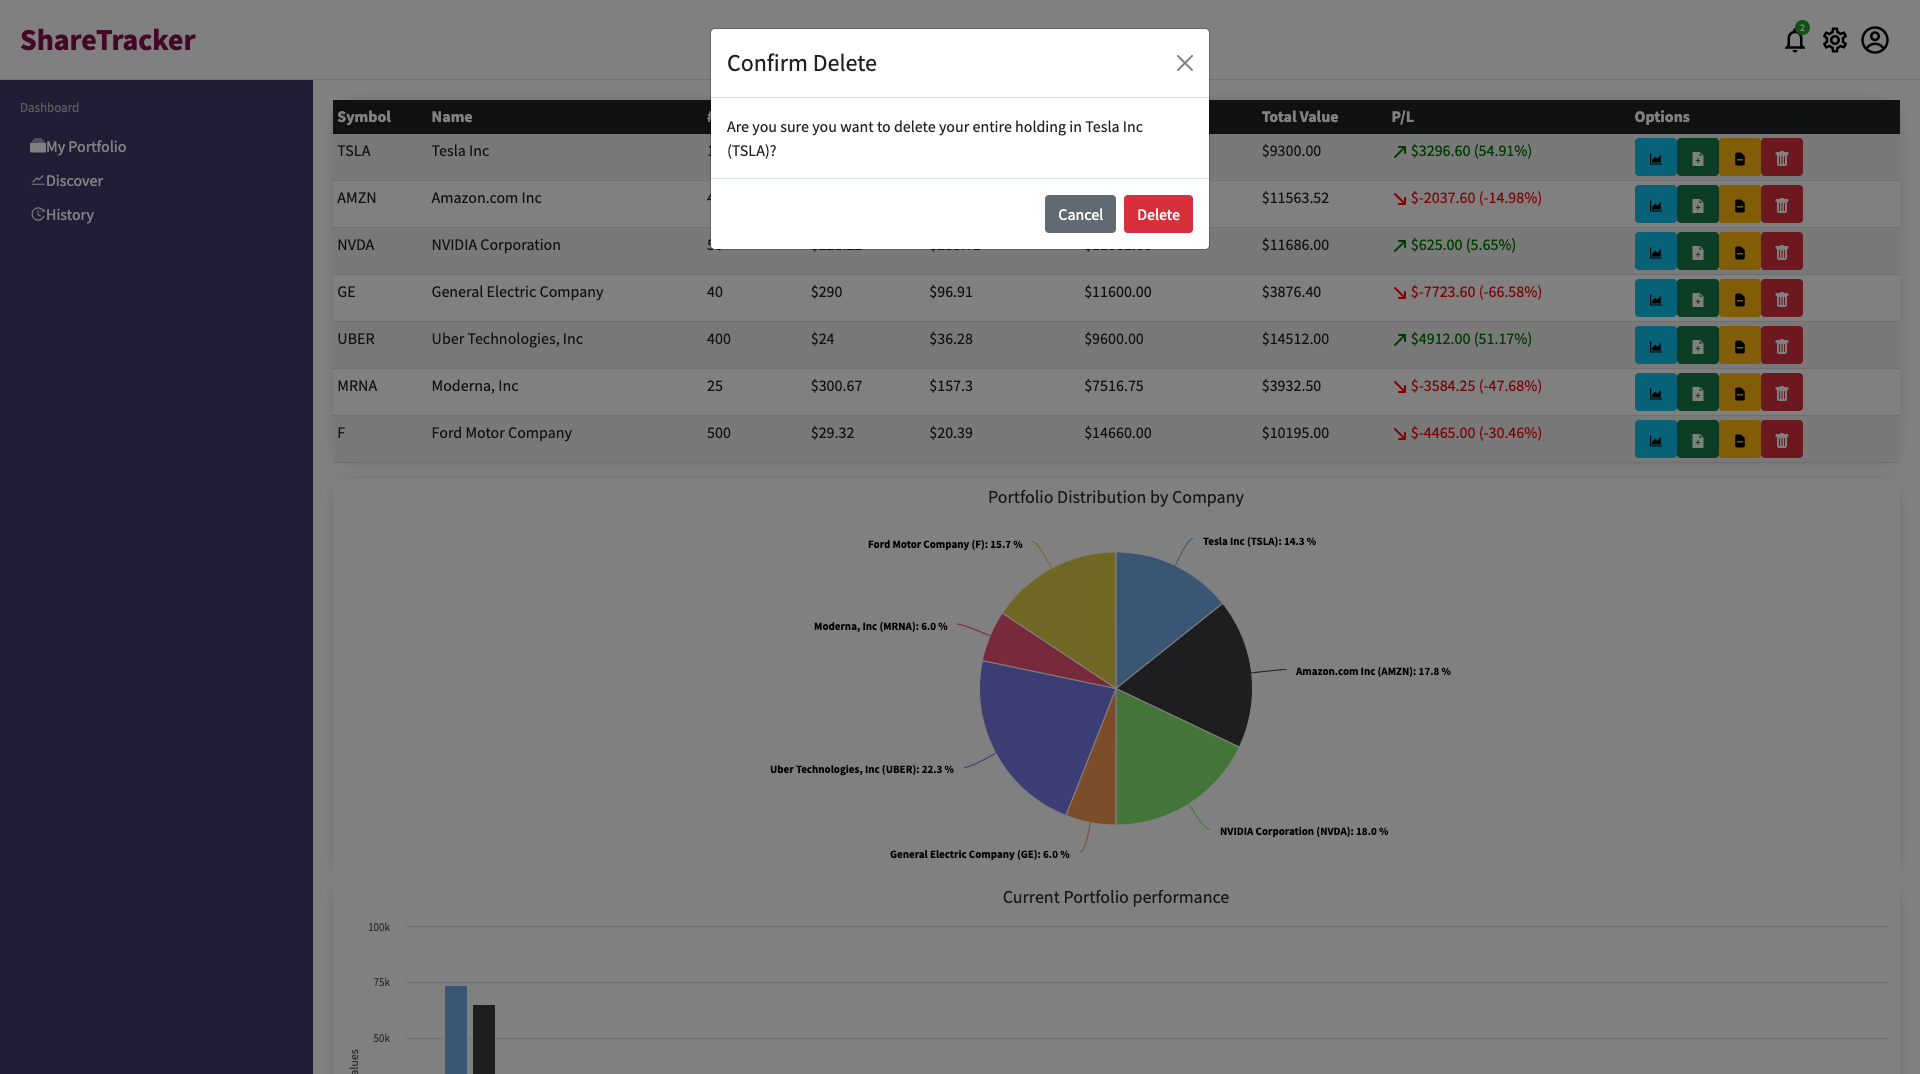 ShareTracker
2
Confirm Delete
Are you sure you want to delete your entire holding in Tesla Inc
(TSLA)?
Cancel Delete
Dashboard
My Portfolio
Discover
History
Symbol Name Total Value P/L Options
TSLA Tesla Inc $9300.00 $3296.60 (54.91%)
AMZN Amazon.com Inc $11563.52 $-2037.60 (-14.98%)
NVDA NVIDIA Corporation $11686.00 $625.00 (5.65%)
GE General Electric Company 40 $290 $96.91 $11600.00 $3876.40 $-7723.60 (-66.58%)
UBER Uber Technologies, Inc 400 $24 $36.28 $9600.00 $14512.00 $4912.00 (51.17%)
MRNA Moderna, Inc 25 $300.67 $157.3 $7516.75 $3932.50 $-3584.25 (-47.68%)
F Ford Motor Company 500 $29.32 $20.39 $14660.00 $10195.00 $-4465.00 (-30.46%)
Portfolio Distribution by Company
Tesla Inc (TSLA): 14.3 %
Ford Motor Company (F): 15.7 %
Moderna, Inc (MRNA): 6.0 %
Amazon.com Inc (AMZN): 17.8 %
Uber Technologies, Inc (UBER): 22.3 %
NVIDIA Corporation (NVDA): 18.0 %
General Electric Company (GE): 6.0 %
Current Portfolio performance
100k
75k
50k